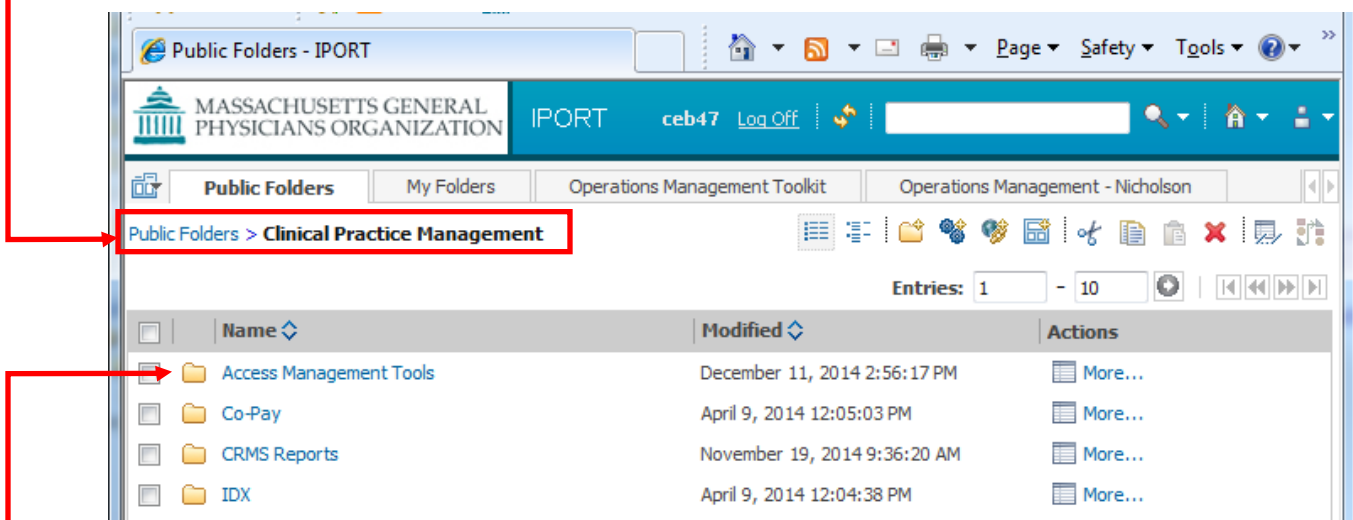 Public Folders - IPORT
Page Safety Tools »
MASSACHUSETTS GENERAL
PHYSICIANS ORGANIZATION
IPORT ceb47 Log Off
Public Folders My Folders Operations Management Toolkit Operations Management - Nicholson
Public Folders > Clinical Practice Management
Entries: 1 - 10
Name Modified Actions
Access Management Tools December 11, 2014 2:56:17 PM More...
Co-Pay April 9, 2014 12:05:03 PM More...
CRMS Reports November 19, 2014 9:36:20 AM More...
IDX April 9, 2014 12:04:38 PM More...